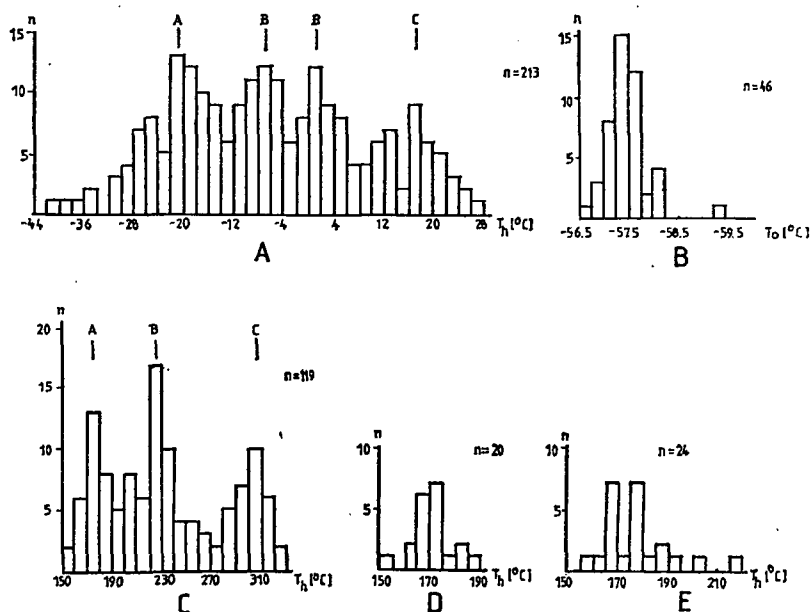 n A B B C
15
10
5
n=213
-44 -36 -28 -20 -12 -4 4 12 20 28 Th [°C]
A
n
15
10
5
n=46
-56.5 -57.5 -58.5 -59.5 To [°C]
B
n A B C
20
15
10
5
n=119
150 190 230 270 310 Th [°C]
C
n
10
5
n=20
150 170 190 Th [°C]
D
n
10
5
n=24
150 170 190 210 Th [°C]
E